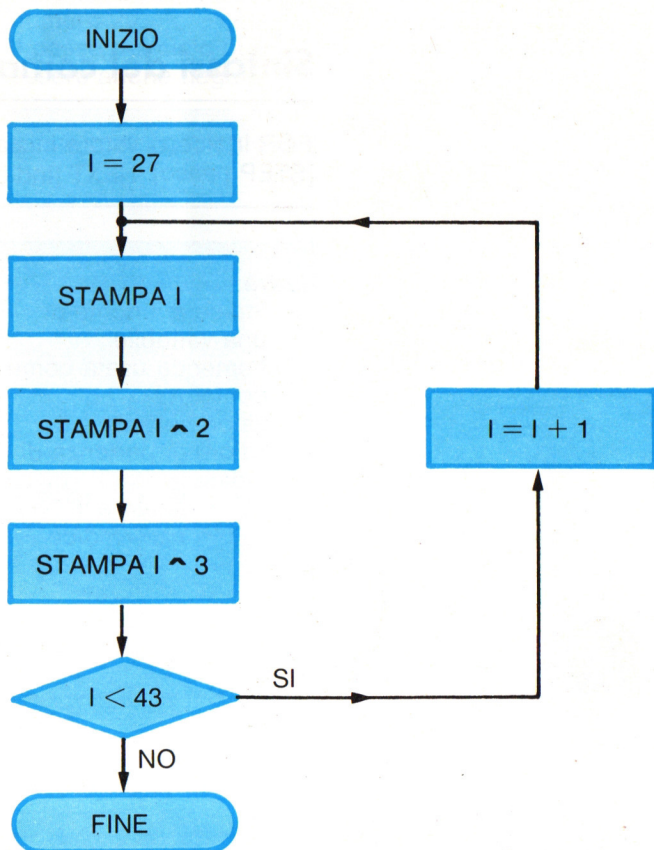 INIZIO
I = 27
STAMPA I
STAMPA I ^ 2
I = I + 1
STAMPA I ^ 3
I < 43
SI
NO
FINE